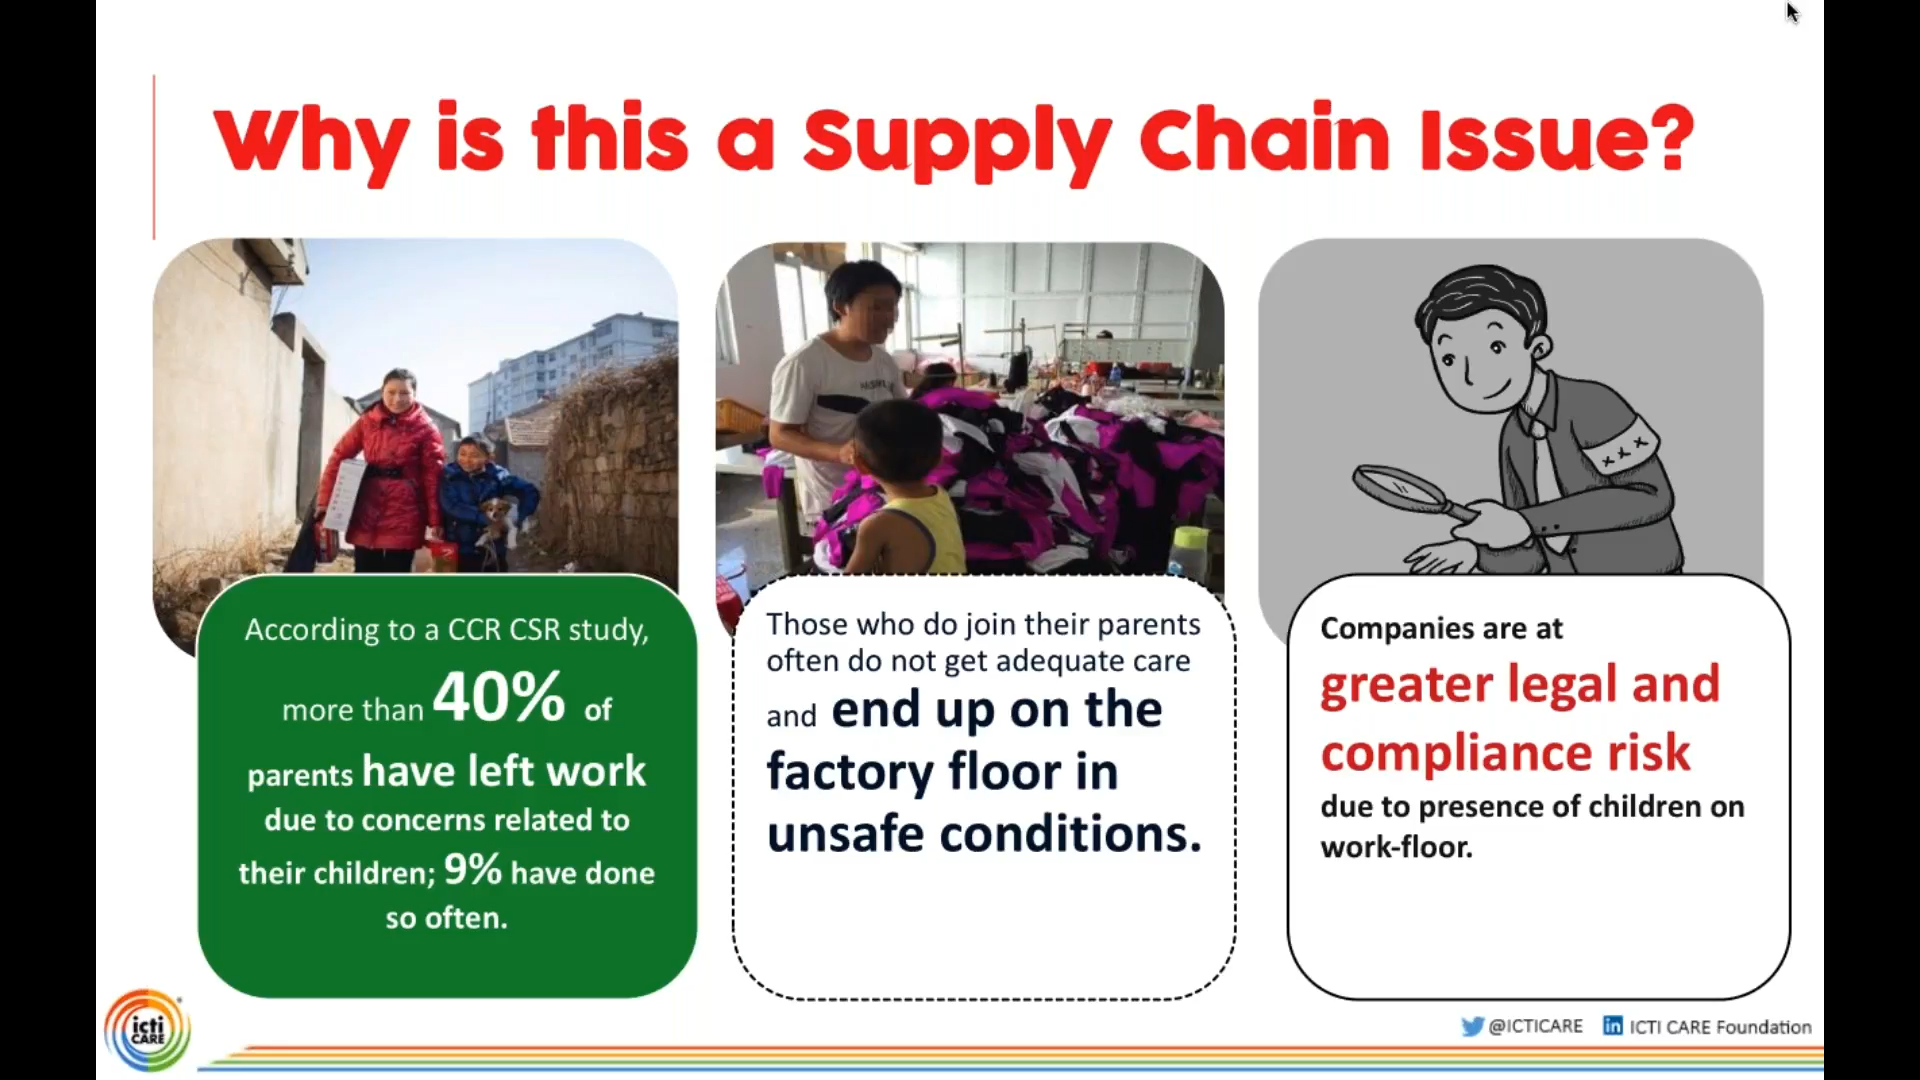 Why is this a Supply Chain Issue?
According to a CCR CSR study,
more than 40% of
parents have left work
due to concerns related to
their children; 9% have done
so often.
Those who do join their parents
often do not get adequate care
and end up on the
factory floor in
unsafe conditions.
Companies are at
greater legal and
compliance risk
due to presence of children on
work-floor.
icti
CARE
@ICTICARE
in ICTI CARE Foundation